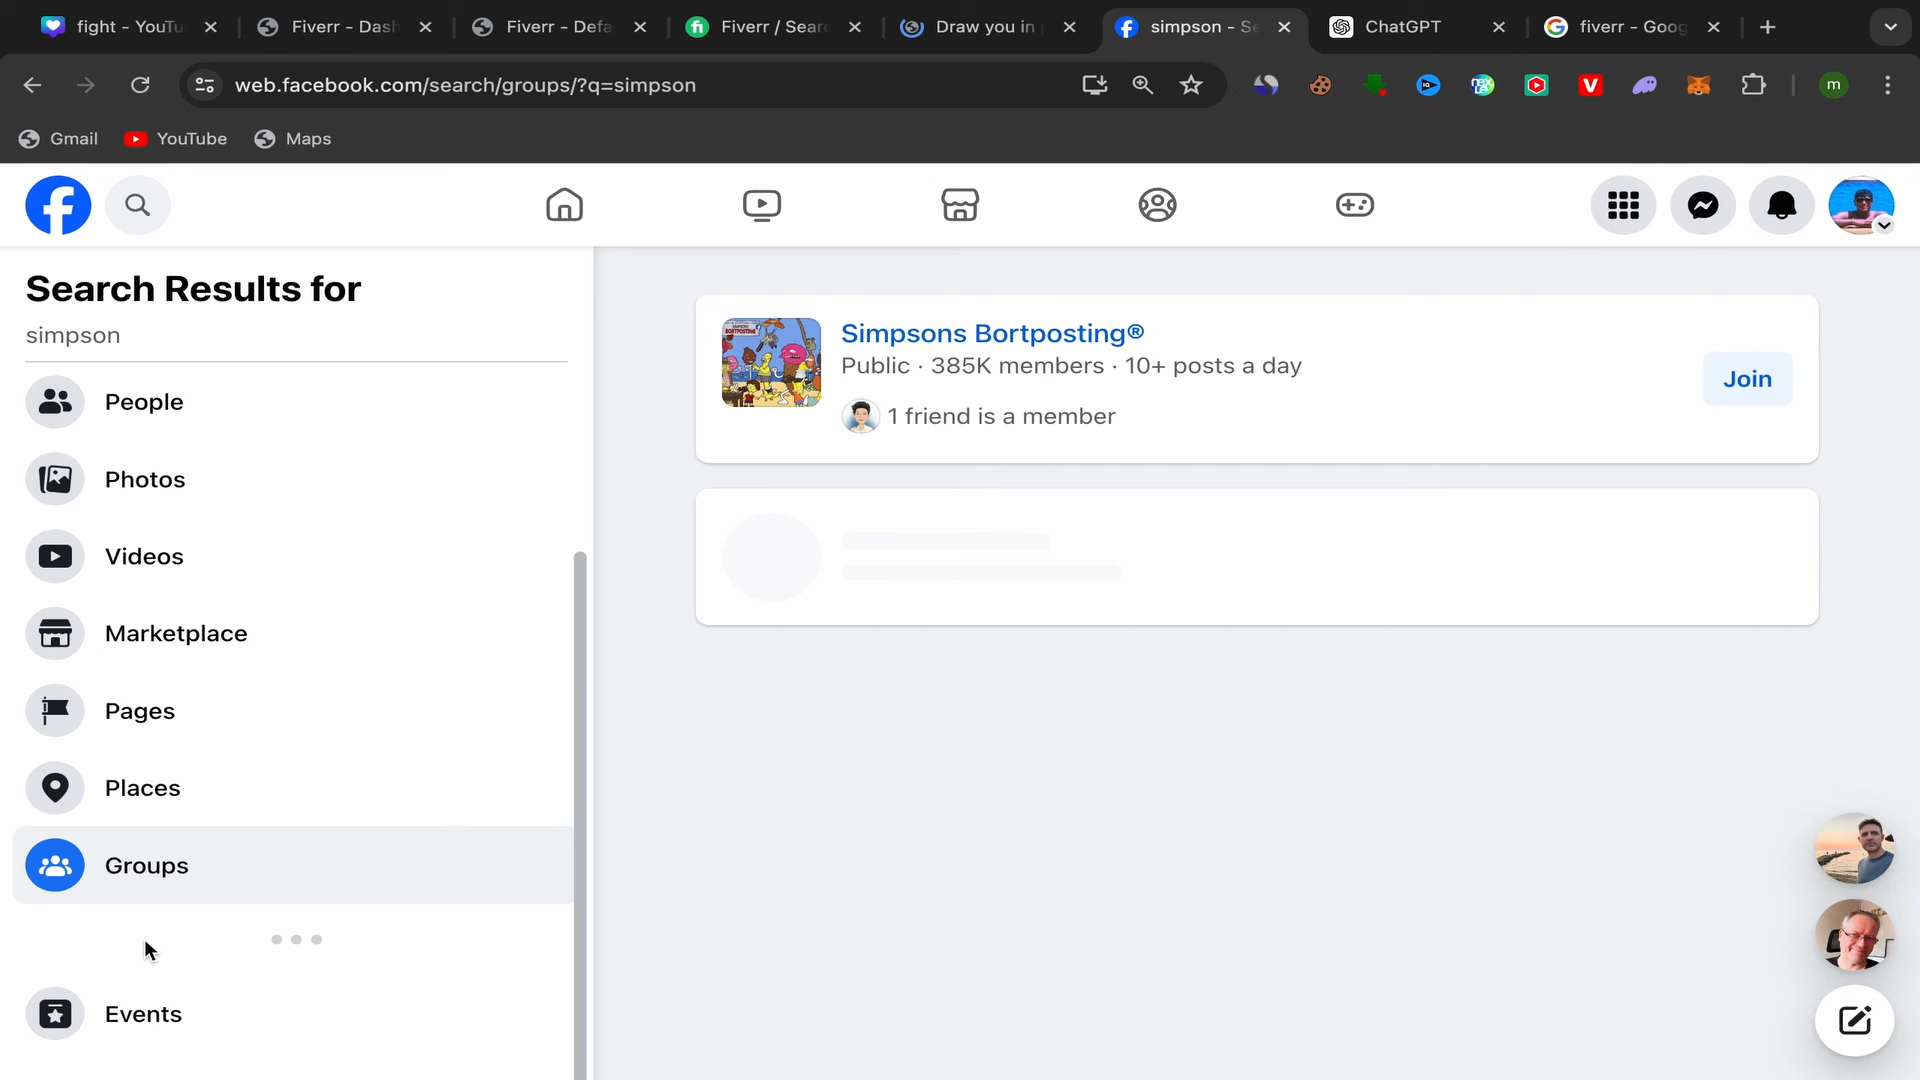 fight - YouTu
Fiverr - Dash
Fiverr - Defa
Fiverr / Sear
Draw you in
simpson - Se
ChatGPT
fiverr - Goog
web.facebook.com/search/groups/?q=simpson
m
Gmail
YouTube
Maps
Search Results for
simpson
People
Photos
Videos
Marketplace
Pages
Places
Groups
Events
Simpsons Bortposting®
Public · 385K members · 10+ posts a day
1 friend is a member
Join